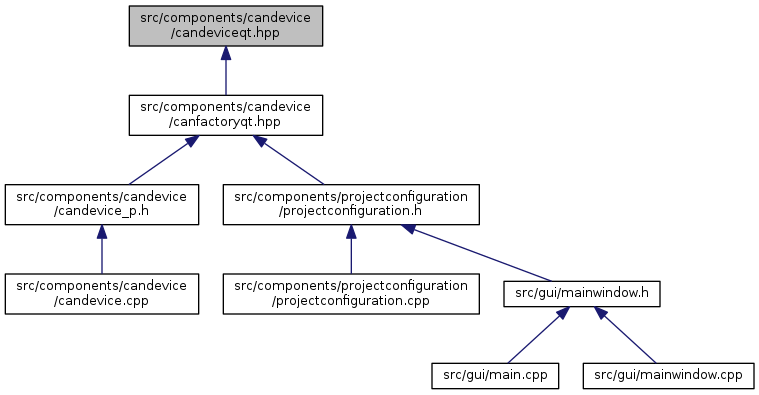 src/components/candevice
/candeviceqt.hpp
src/components/candevice
/canfactoryqt.hpp
src/components/candevice
/candevice_p.h
src/components/projectconfiguration
/projectconfiguration.h
src/components/candevice
/candevice.cpp
src/components/projectconfiguration
/projectconfiguration.cpp
src/gui/mainwindow.h
src/gui/main.cpp
src/gui/mainwindow.cpp